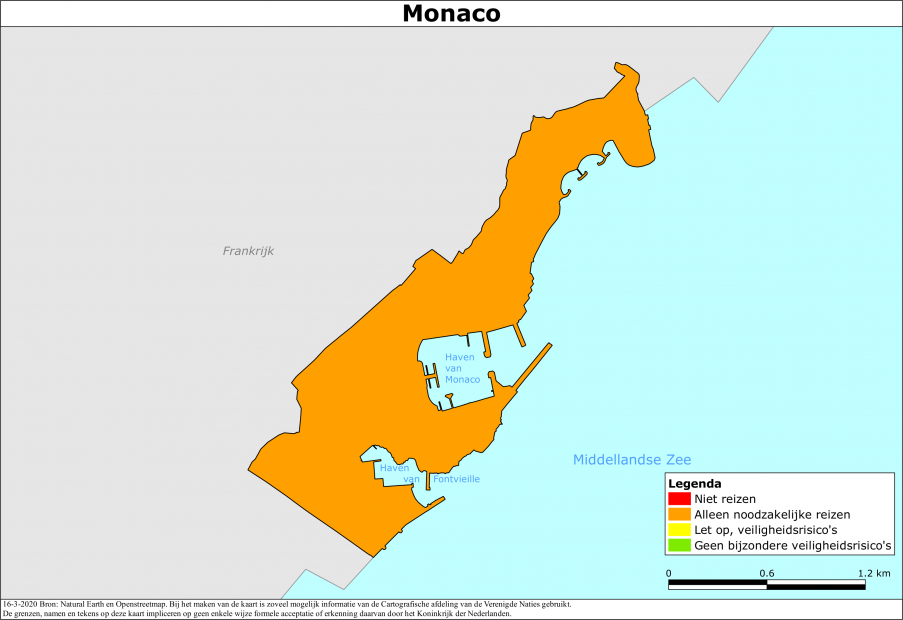 Monaco
Frankrijk
Haven
van
Monaco
Haven
van Fontvieille
Middellandse Zee
Legenda
Niet reizen
Alleen noodzakelijke reizen
Let op, veiligheidsrisico's
Geen bijzondere veiligheidsrisico's
0 0.6 1.2 km
16-3-2020 Bron: Natural Earth en Openstreetmap. Bij het maken van de kaart is zoveel mogelijk informatie van de Cartografische afdeling van de Verenigde Naties gebruikt.
De grenzen, namen en tekens op deze kaart impliceren op geen enkele wijze formele acceptatie of erkenning daarvan door het Koninkrijk der Nederlanden.